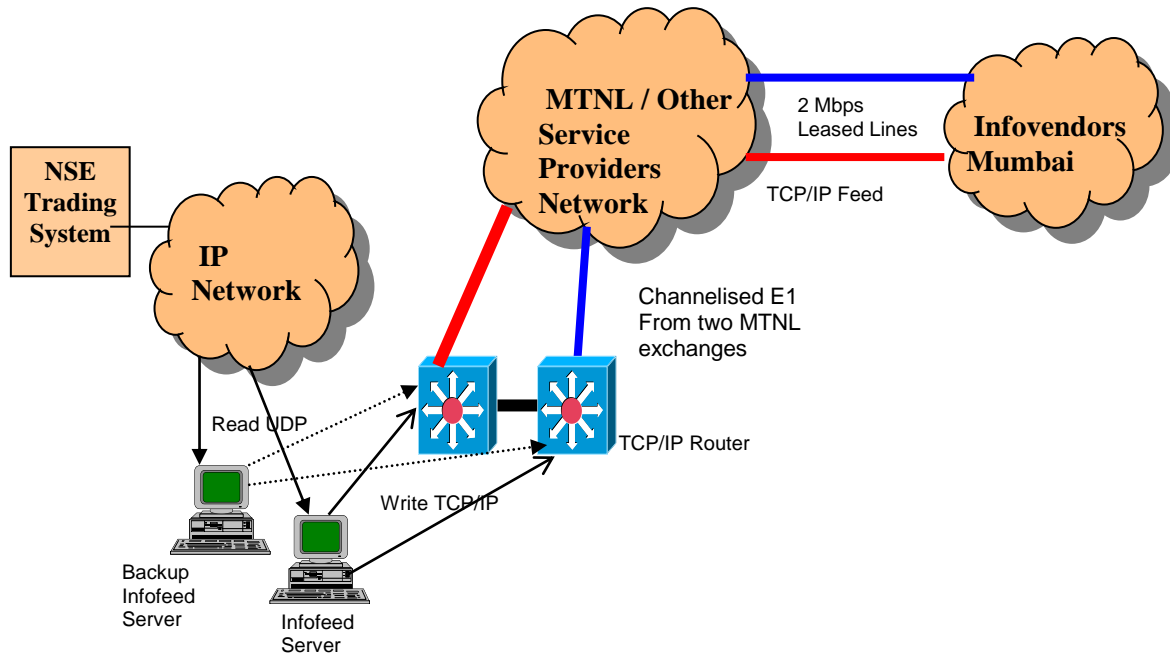 MTNL / Other
Service
Providers
Network
2 Mbps
Leased Lines
Infovendors
Mumbai
TCP/IP Feed
NSE
Trading
System
IP
Network
Channelised E1
From two MTNL
exchanges
Read UDP
TCP/IP Router
Write TCP/IP
Backup
Infofeed
Server
Infofeed
Server